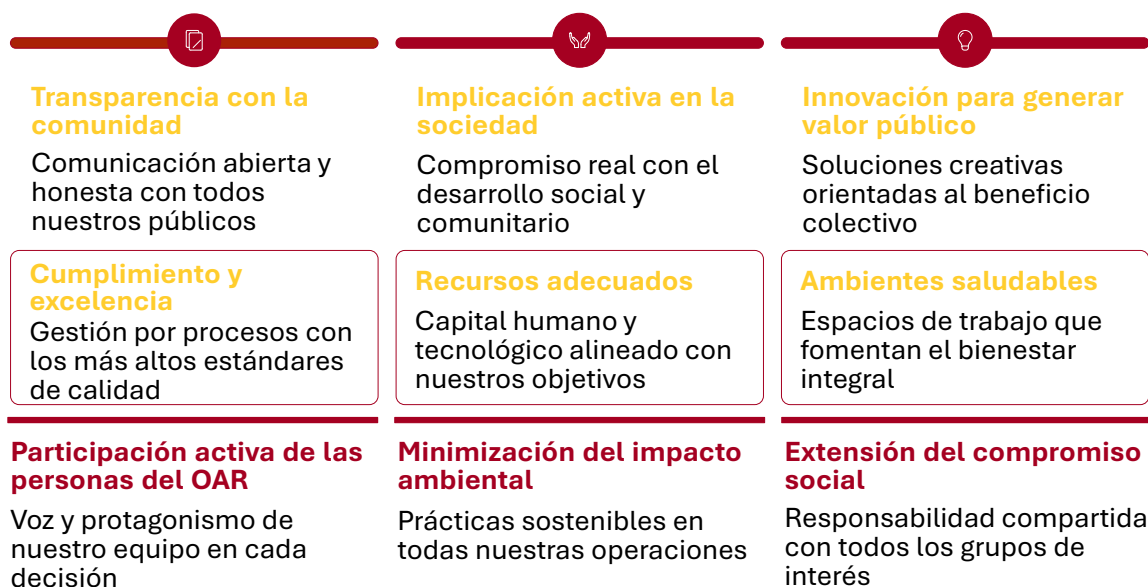 Transparencia con la
comunidad
Comunicación abierta y
honesta con todos
nuestros públicos
Implicación activa en la
sociedad
Compromiso real con el
desarrollo social y
comunitario
Innovación para generar
valor público
Soluciones creativas
orientadas al beneficio
colectivo
Cumplimiento y
excelencia
Gestión por procesos con
los más altos estándares
de calidad
Recursos adecuados
Capital humano y
tecnológico alineado con
nuestros objetivos
Ambientes saludables
Espacios de trabajo que
fomentan el bienestar
integral
Participación activa de las
personas del OAR
Voz y protagonismo de
nuestro equipo en cada
decisión
Minimización del impacto
ambiental
Prácticas sostenibles en
todas nuestras operaciones
Extensión del compromiso
social
Responsabilidad compartida
con todos los grupos de
interés